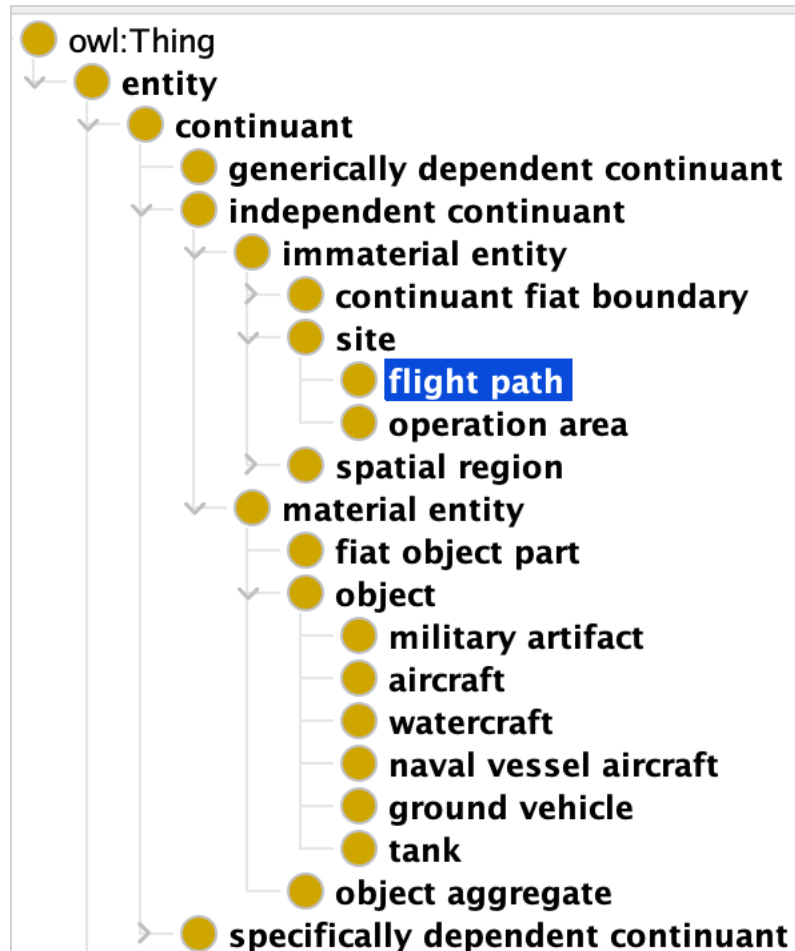 owl:Thing
entity
continuant
generically dependent continuant
independent continuant
immaterial entity
continuant fiat boundary
site
flight path
operation area
spatial region
material entity
fiat object part
object
military artifact
aircraft
watercraft
naval vessel aircraft
ground vehicle
tank
object aggregate
specifically dependent continuant